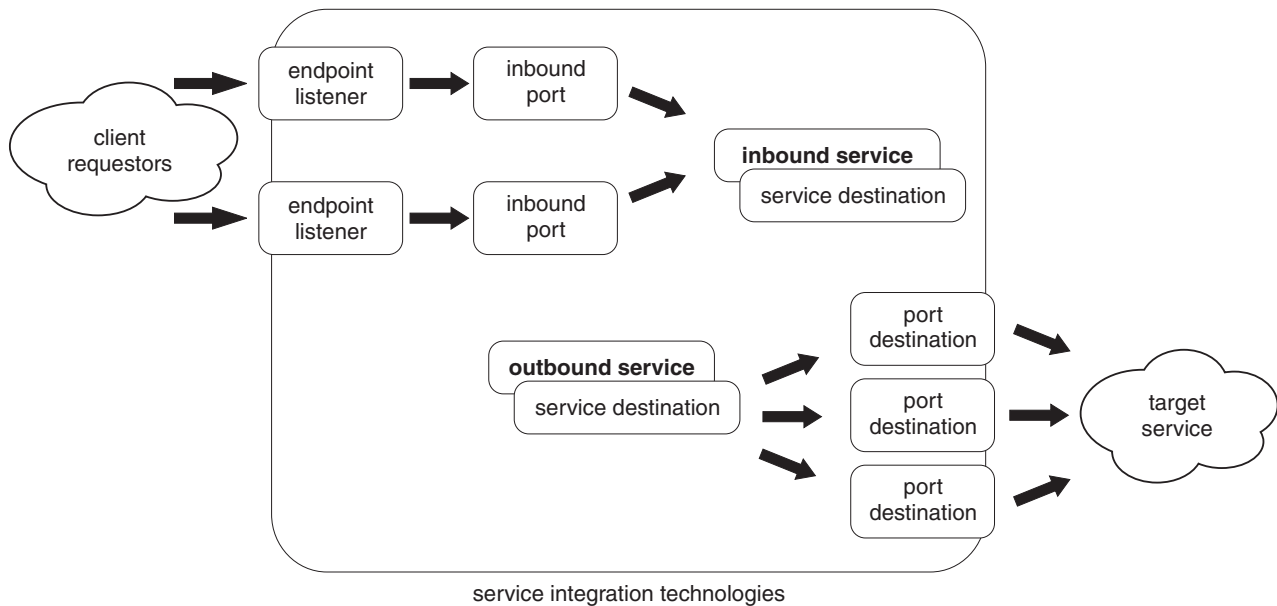 client
requestors
endpoint
listener
inbound
port
endpoint
listener
inbound
port
inbound service
service destination
outbound service
service destination
port
destination
port
destination
port
destination
target
service
service integration technologies